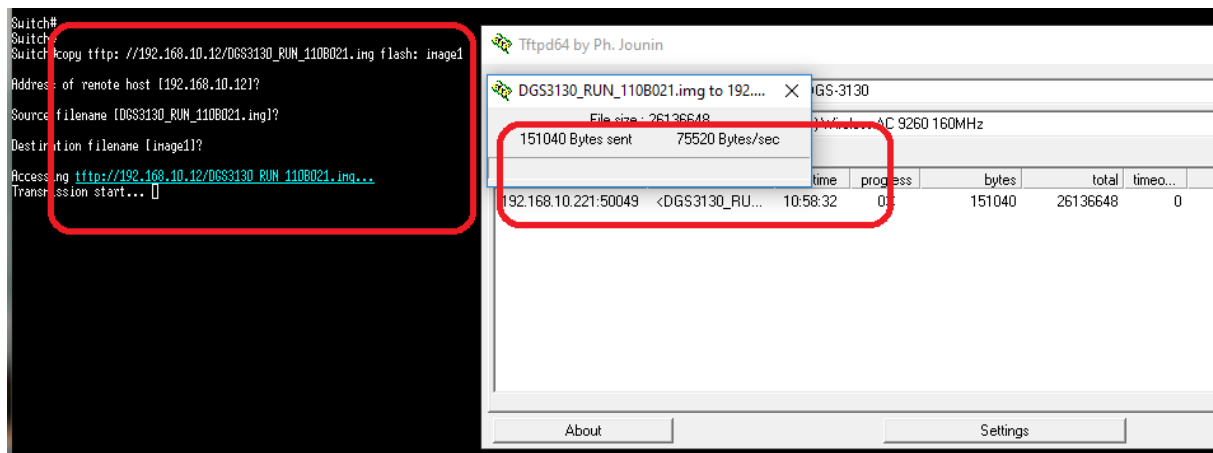 Switch#
Switch#
Switch#copy tftp: //192.168.10.12/DGS3130_RUN_110B021.img flash: image1
Address of remote host [192.168.10.12]?
Source filename [DGS3130_RUN_110B021.img]?
Destination filename [image1]?
Accessing tftp://192.168.10.12/DGS3130_RUN_110B021.img...
Transmission start...
Tftpd64 by Ph. Jounin
DGS3130_RUN_110B021.img to 192....
GS-3130
File size : 26136648
AC 9260 160MHz
151040 Bytes sent 75520 Bytes/sec
time progress bytes total timeo...
192.168.10.221:50049 <DGS3130_RU... 10:58:32 0% 151040 26136648 0
About Settings